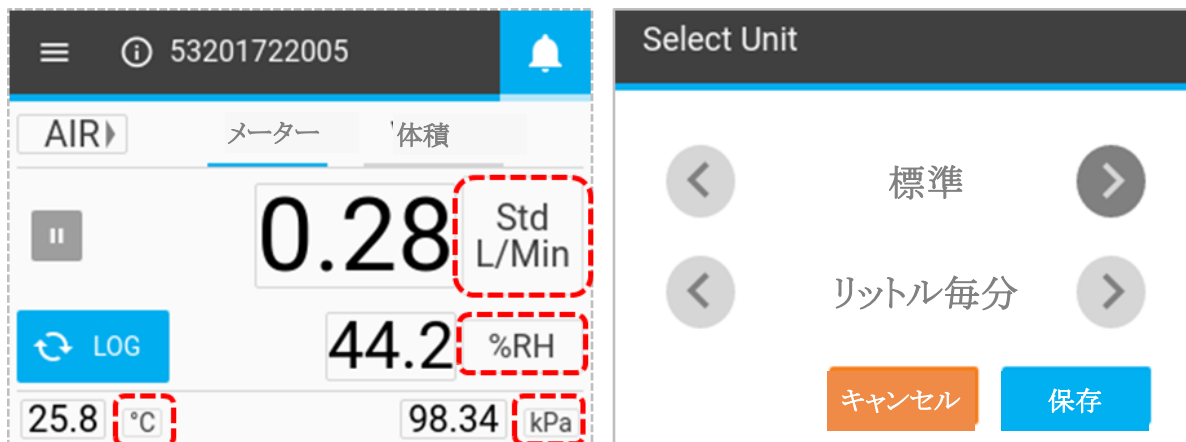 53201722005
AIR
メーター
体積
0.28
Std
L/Min
LOG
44.2
%RH
25.8
°C
98.34
kPa
Select Unit
標準
リットル毎分
キャンセル
保存